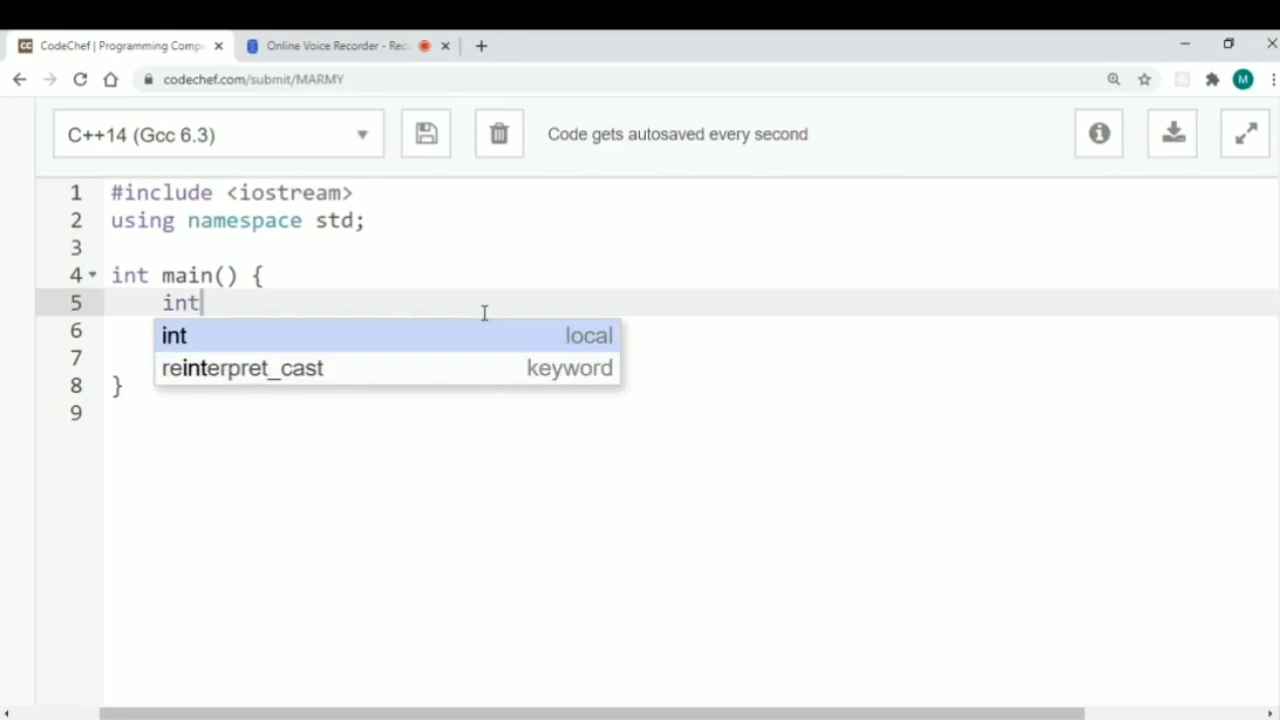 CodeChef | Programming Compe
Online Voice Recorder - Rec
codechef.com/submit/MARMY
M
C++14 (Gcc 6.3)
Code gets autosaved every second
1 #include <iostream>
2 using namespace std;
3
4 int main() {
5 int
6 int local
7 reinterpret_cast keyword
8 }
9